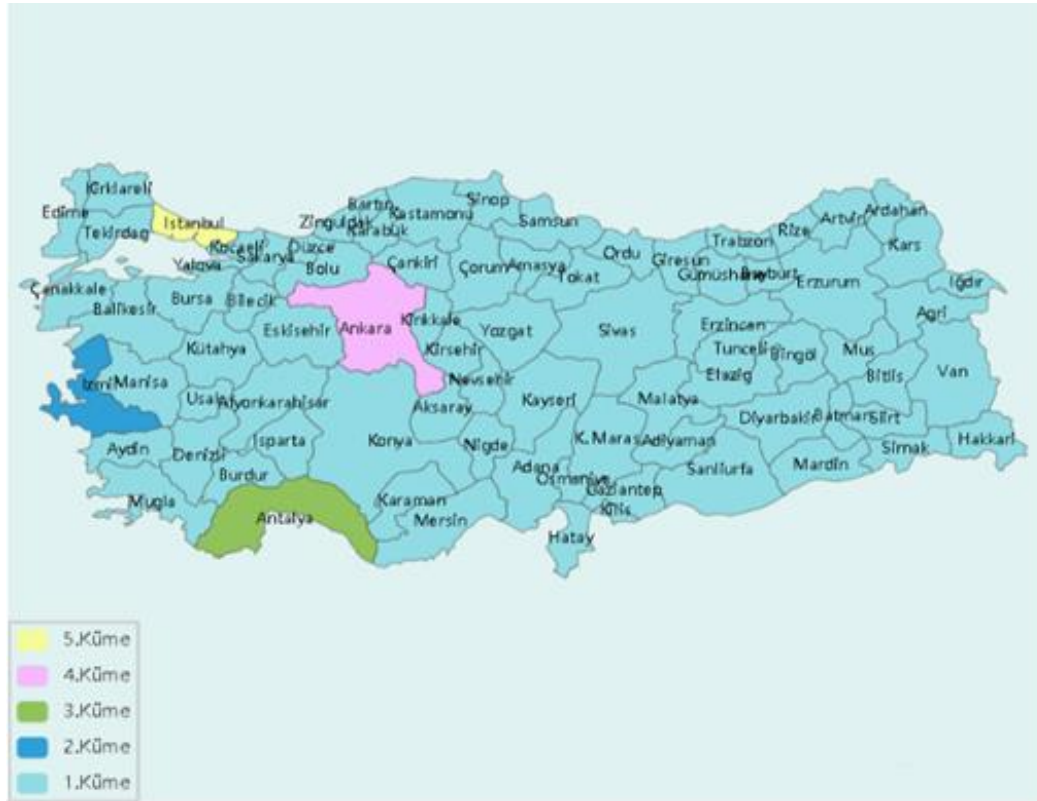 Kirklareli
Edirne
Istanbul
Tekirdag
Kocaeli
Sakarya
Yalova
Düzce
Bolu
Zinguldak
Bartin
Karabük
Kastamonu
Sinop
Samsun
Çankiri
Çorum
Amasya
Tokat
Ordu
Giresun
Trabzon
Gümüshane
Bayburt
Rize
Artvin
Ardahan
Kars
Igdir
Erzurum
Agri
Çanakkale
Balikesir
Bursa
Bilecik
Eskisehir
Ankara
Kirikkale
Yozgat
Sivas
Erzincan
Tunceli
Bingöl
Mus
Bitlis
Van
Kütahya
Kirsehir
Nevsehir
Kayseri
Malatya
Elazig
Diyarbakir
Batman
Siirt
Sirnak
Hakkari
Izmir
Manisa
Usak
Afyonkarahisar
Aksaray
Konya
Nigde
K.Maras
Adiyaman
Sanliurfa
Mardin
Aydin
Denizli
Isparta
Burdur
Mugla
Antalya
Karaman
Mersin
Adana
Osmaniye
Gaziantep
Kilis
Hatay
5.Küme
4.Küme
3.Küme
2.Küme
1.Küme